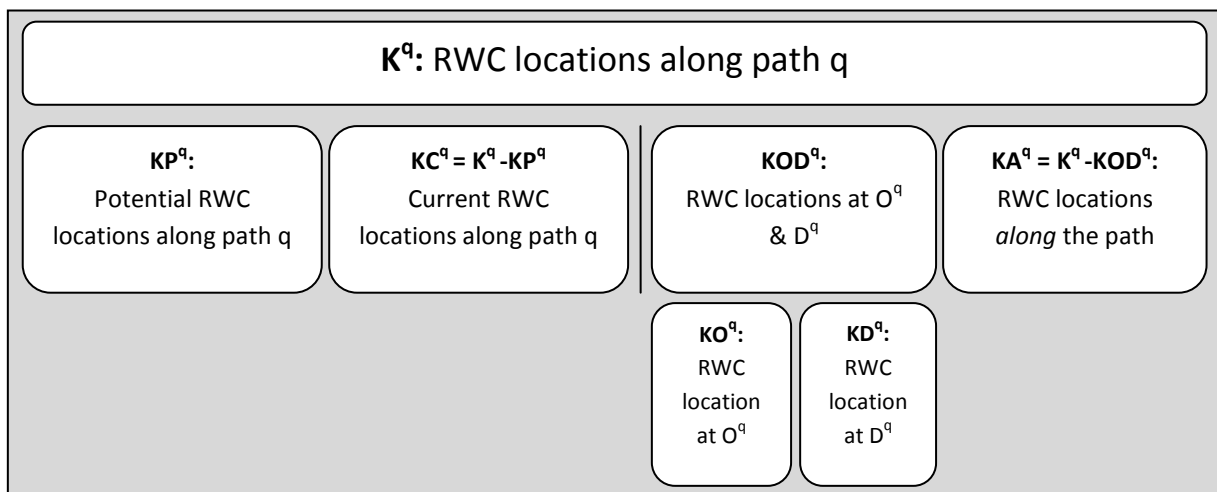 K^q: RWC locations along path q
KP^q:
Potential RWC
locations along path q
KC^q = K^q -KP^q
Current RWC
locations along path q
KOD^q:
RWC locations at O^q
& D^q
KA^q = K^q -KOD^q:
RWC locations
along the path
KO^q:
RWC
location
at O^q
KD^q:
RWC
location
at D^q